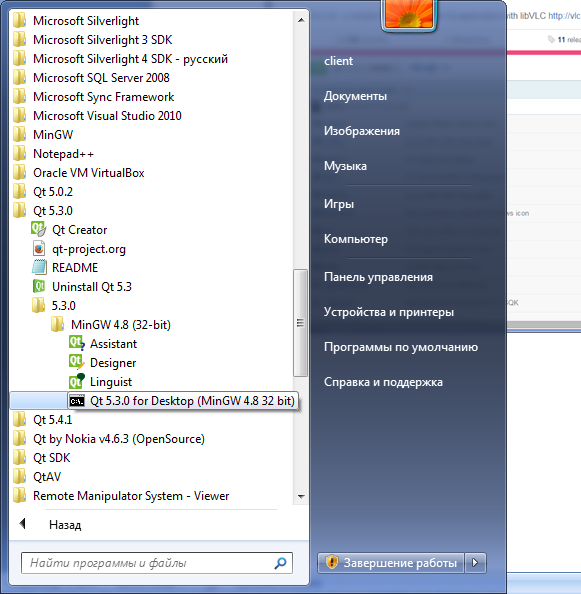 Microsoft Silverlight
Microsoft Silverlight 3 SDK
Microsoft Silverlight 4 SDK - русский
Microsoft SQL Server 2008
Microsoft Sync Framework
Microsoft Visual Studio 2010
MinGW
Notepad++
Oracle VM VirtualBox
Qt 5.0.2
Qt 5.3.0
Qt Creator
qt-project.org
README
Uninstall Qt 5.3
5.3.0
MinGW 4.8 (32-bit)
Assistant
Designer
Linguist
Qt 5.3.0 for Desktop (MinGW 4.8 32 bit)
Qt 5.4.1
Qt by Nokia v4.6.3 (OpenSource)
Qt SDK
QtAV
Remote Manipulator System - Viewer
Назад
Найти программы и файлы
client
Документы
Изображения
Музыка
Игры
Компьютер
Панель управления
Устройства и принтеры
Программы по умолчанию
Справка и поддержка
Завершение работы
with libVLC http://vlc
11 relea
ws icon